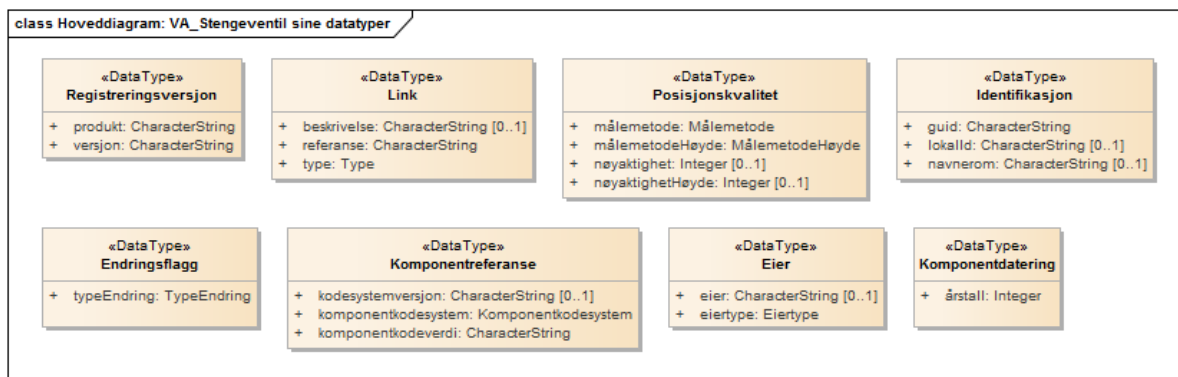 class Hoveddiagram: VA_Stengeventil sine datatyper
«DataType»
Registreringsversjon
+ produkt: CharacterString
+ versjon: CharacterString
«DataType»
Link
+ beskrivelse: CharacterString [0..1]
+ referanse: CharacterString
+ type: Type
«DataType»
Posisjonskvalitet
+ målemetode: Målemetode
+ målemetodeHøyde: MålemetodeHøyde
+ nøyaktighet: Integer [0..1]
+ nøyaktighetHøyde: Integer [0..1]
«DataType»
Identifikasjon
+ guid: CharacterString
+ lokalId: CharacterString [0..1]
+ navnerom: CharacterString [0..1]
«DataType»
Endringsflagg
+ typeEndring: TypeEndring
«DataType»
Komponentreferanse
+ kodesystemversjon: CharacterString [0..1]
+ komponentkodesystem: Komponentkodesystem
+ komponentkodeverdi: CharacterString
«DataType»
Eier
+ eier: CharacterString [0..1]
+ eiertype: Eiertype
«DataType»
Komponentdatering
+ årstall: Integer